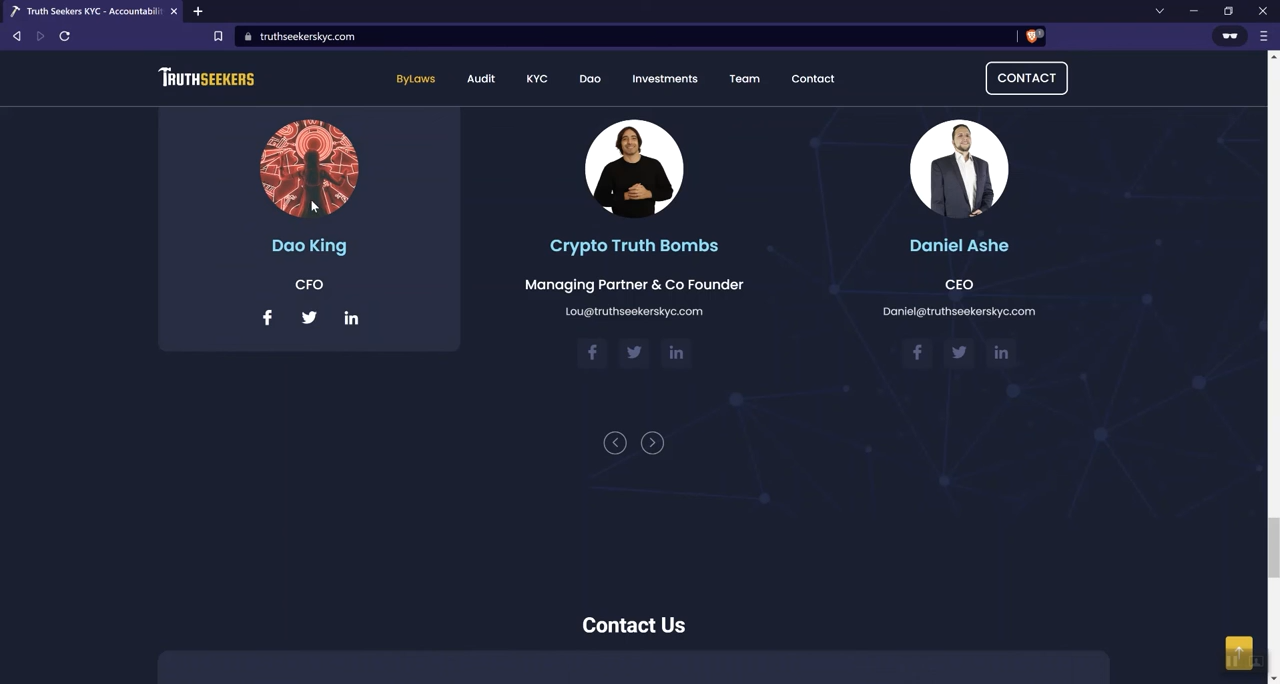 Truth Seekers KYC - Accountabilit
truthseekerskyc.com
TRUTHSEEKERS
ByLaws
Audit
KYC
Dao
Investments
Team
Contact
CONTACT
Dao King
CFO
Crypto Truth Bombs
Managing Partner & Co Founder
Lou@truthseekerskyc.com
Daniel Ashe
CEO
Daniel@truthseekerskyc.com
Contact Us